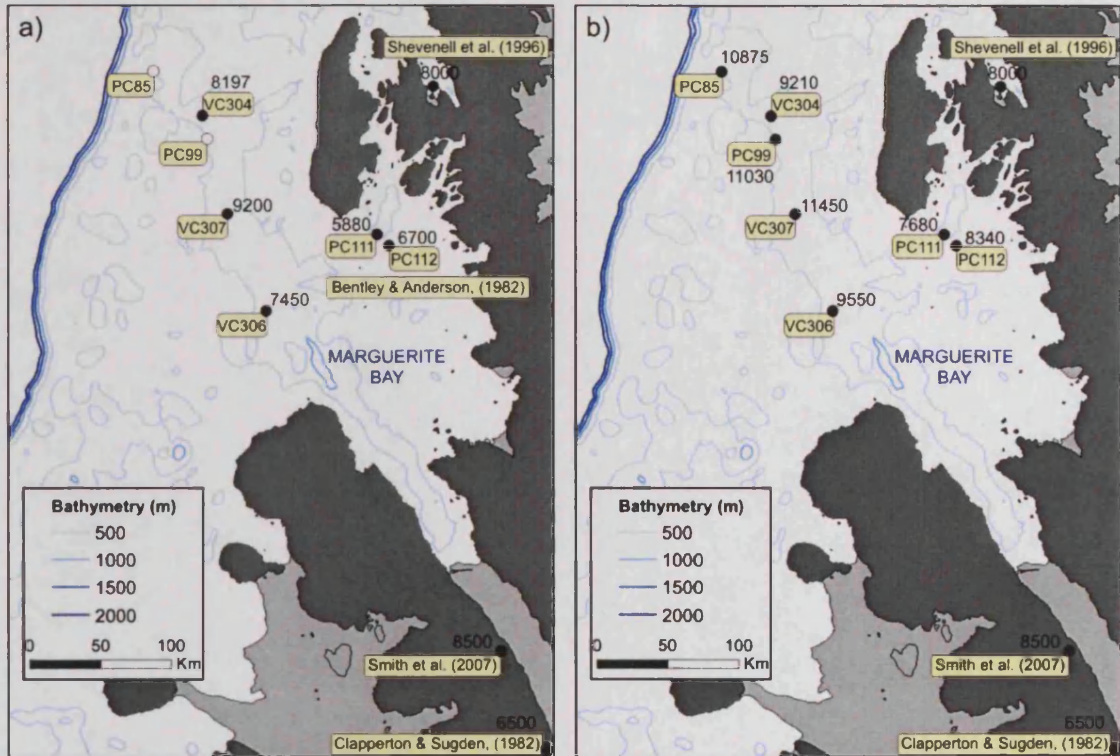 a)
Shevenell et al. (1996)
8000
PC85
8197
VC304
PC99
9200
VC307
5880
PC111
6700
PC112
Bentley & Anderson, (1982)
7450
VC306
MARGUERITE
BAY
Bathymetry (m)
500
1000
1500
2000
0 50 100
Km
8500
Smith et al. (2007)
6500
Clapperton & Sugden, (1982)
b)
Shevenell et al. (1996)
8000
10875
PC85
9210
VC304
PC99
11030
11450
VC307
7680
PC111
8340
PC112
9550
VC306
MARGUERITE
BAY
Bathymetry (m)
500
1000
1500
2000
0 50 100
Km
8500
Smith et al. (2007)
6500
Clapperton & Sugden, (1982)